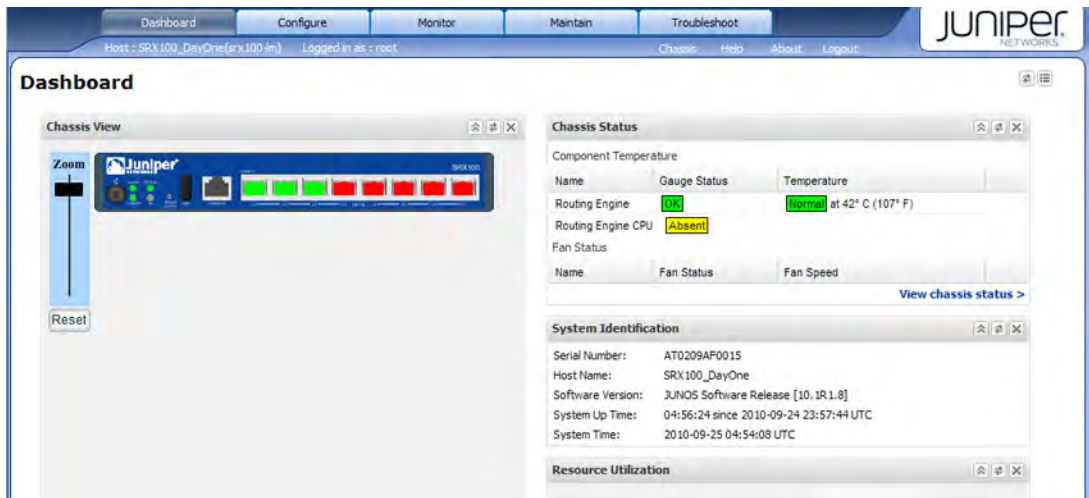 Dashboard Configure Monitor Maintain Troubleshoot
JUNIPER
NETWORKS
Host : SRX100_DayOne(srx100-lm) Logged in as : root Chassis Help About Logout
Dashboard
Chassis View
Zoom
Juniper
NETWORKS
SRX100
Reset
Chassis Status
Component Temperature
Name Gauge Status Temperature
Routing Engine OK Normal at 42° C (107° F)
Routing Engine CPU Absent
Fan Status
Name Fan Status Fan Speed
View chassis status >
System Identification
Serial Number: AT0209AF0015
Host Name: SRX100_DayOne
Software Version: JUNOS Software Release [10.1R1.8]
System Up Time: 04:56:24 since 2010-09-24 23:57:44 UTC
System Time: 2010-09-25 04:54:08 UTC
Resource Utilization